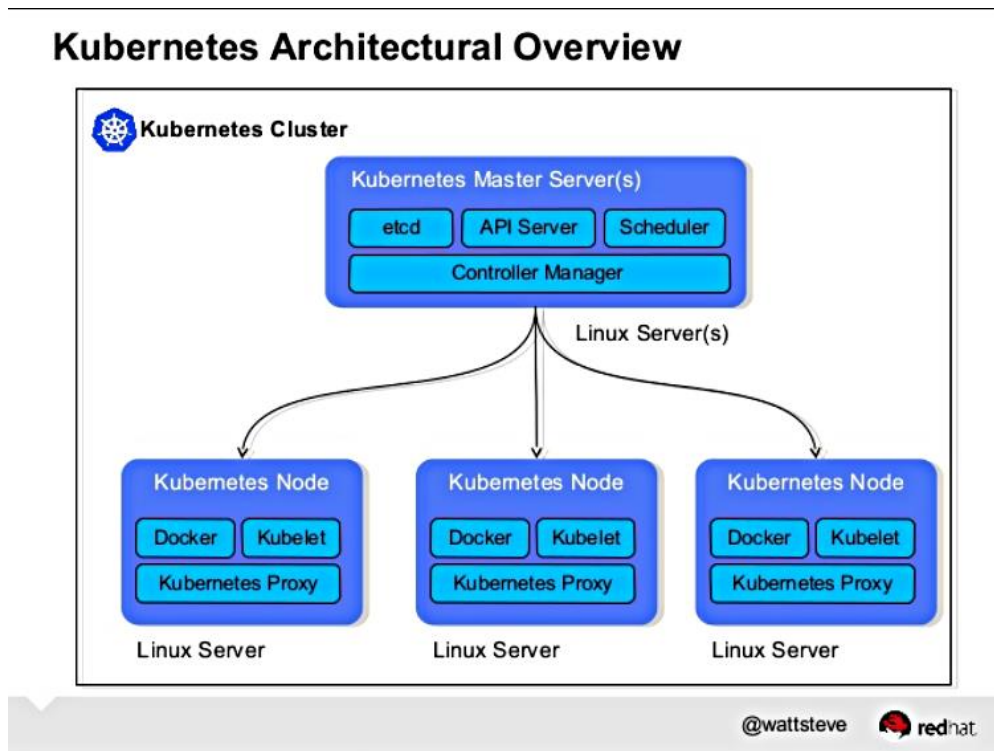 Kubernetes Architectural Overview
Kubernetes Cluster
Kubernetes Master Server(s)
etcd API Server Scheduler
Controller Manager
Linux Server(s)
Kubernetes Node Kubernetes Node Kubernetes Node
Docker Kubelet Docker Kubelet Docker Kubelet
Kubernetes Proxy Kubernetes Proxy Kubernetes Proxy
Linux Server Linux Server Linux Server
@wattsteve redhat